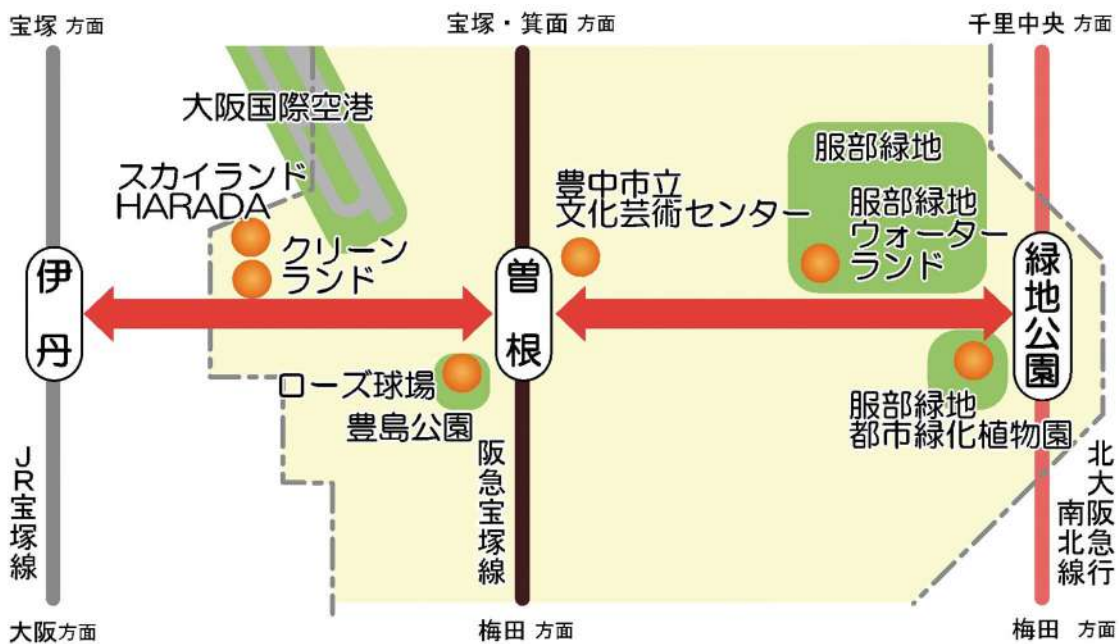 宝塚 方面
宝塚・箕面 方面
千里中央 方面
大阪国際空港
スカイランド
HARADA
クリーン
ランド
豊中市立
文化芸術センター
服部緑地
服部緑地
ウォーター
ランド
伊丹
曽根
緑地公園
ローズ球場
豊島公園
服部緑地
都市緑化植物園
JR宝塚線
阪急宝塚線
北大阪急行
南北線
大阪方面
梅田 方面
梅田 方面